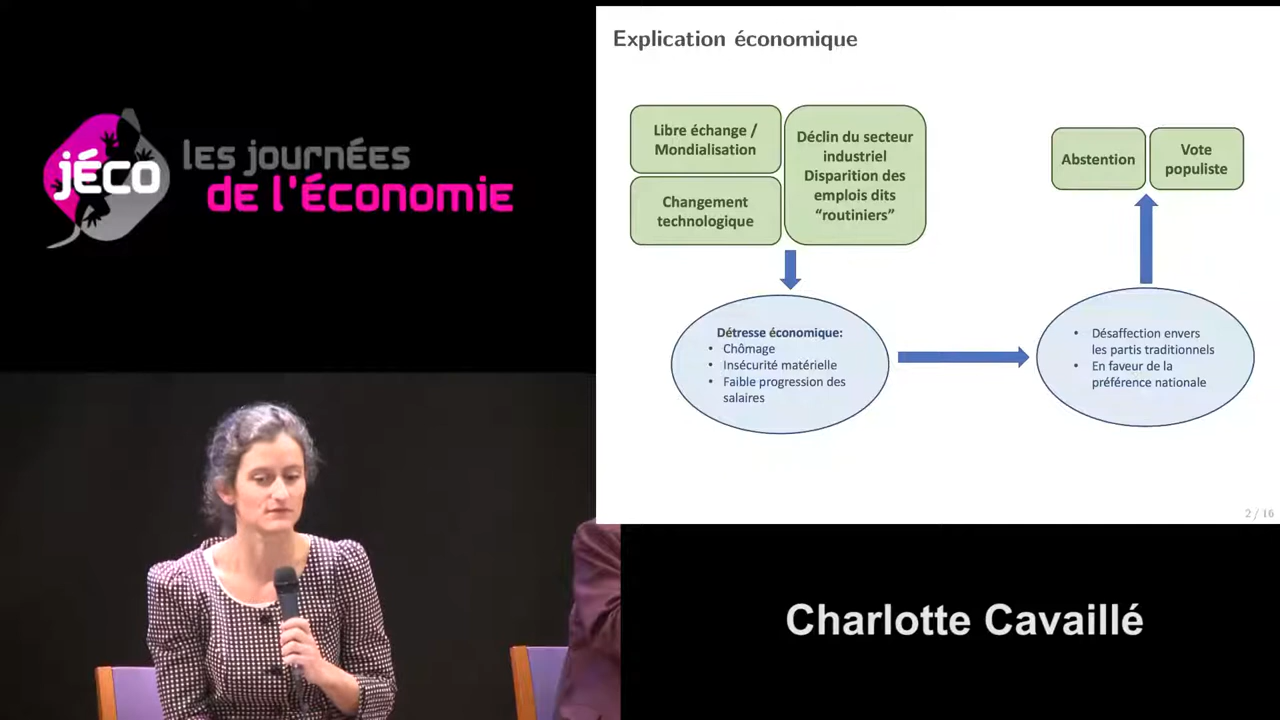 jéco
les journées
de l'économie
Explication économique
Libre échange /
Mondialisation
Changement
technologique
Déclin du secteur
industriel
Disparition des
emplois dits
“routiniers”
Abstention
Vote
populiste
Détresse économique:
• Chômage
• Insécurité matérielle
• Faible progression des
salaires
• Désaffection envers
les partis traditionnels
• En faveur de la
préférence nationale
2 / 16
Charlotte Cavaillé